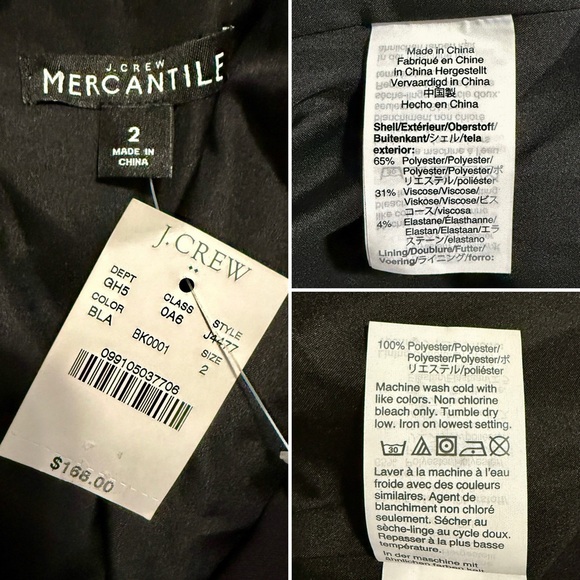 J.CREW
MERCANTILE
2
MADE IN
CHINA
J.CREW
DEPT
GH5
CLASS
0A6
STYLE
J4477
COLOR
BLA
BK0001
SIZE
2
099105037706
$168.00
Made in China
Fabriqué en Chine
In China Hergestellt
Vervaardigd in China
中国製
Hecho en China
Shell/Extérieur/Oberstoff/
Buitenkant/シェル/tela
exterior:
65% Polyester/Polyester/
Polyester/Polyester/ポ
リエステル/poliéster
31% Viscose/Viscose/
Viskose/Viscose/ビス
コース/viscosa
4% Elastane/Élasthanne/
Elastan/Elastaan/エラ
ステーン/elastano
Lining/Doublure/Futter/
Voering/ライニング/forro:
100% Polyester/Polyester/
Polyester/Polyester/ポ
リエステル/poliéster
Machine wash cold with
like colors. Non chlorine
bleach only. Tumble dry
low. Iron on lowest setting.
30
Laver à la machine à l'eau
froide avec des couleurs
similaires. Agent de
blanchiment non chloré
seulement. Sécher au
sèche-linge au cycle doux.
Repasser à la plus basse
température.
In der maschine mit
ähnlichen farben kalt